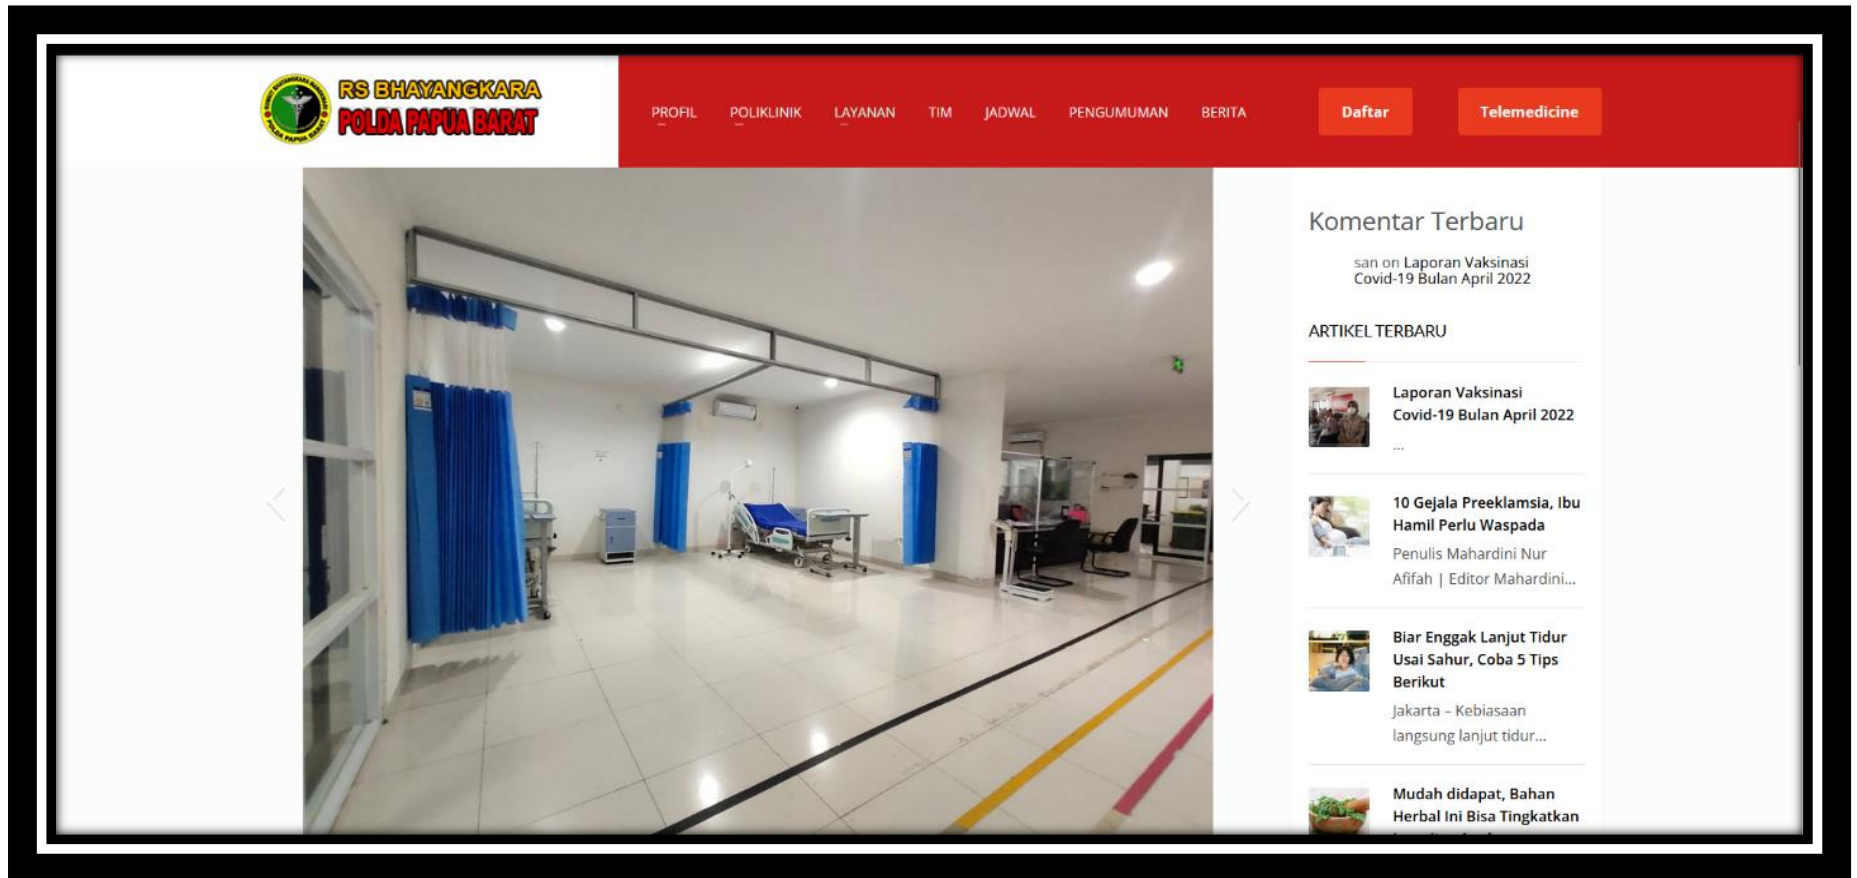 RS BHAYANGKARA
POLDA PAPUA BARAT
PROFIL POLIKLINIK LAYANAN TIM JADWAL PENGUMUMAN BERITA Daftar Telemedicine
Komentar Terbaru
san on Laporan Vaksinasi
Covid-19 Bulan April 2022
ARTIKEL TERBARU
Laporan Vaksinasi
Covid-19 Bulan April 2022
...
10 Gejala Preeklamsia, Ibu
Hamil Perlu Waspada
Penulis Mahardini Nur
Afifah | Editor Mahardini...
Biar Enggak Lanjut Tidur
Usai Sahur, Coba 5 Tips
Berikut
Jakarta – Kebiasaan
langsung lanjut tidur...
Mudah didapat, Bahan
Herbal Ini Bisa Tingkatkan